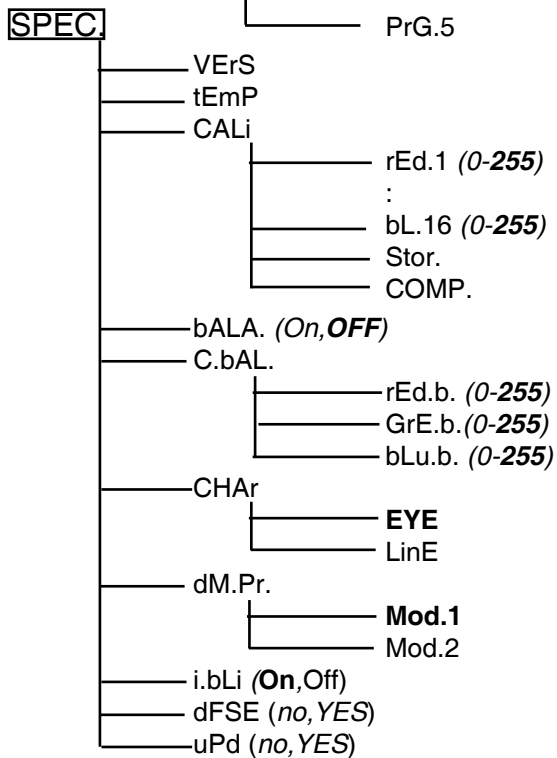 PrG.5
SPEC.
VErS
tEmP
CALi
rEd.1 (0-255)
:
bL.16 (0-255)
Stor.
COMP.
bALA. (On,OFF)
C.bAL.
rEd.b. (0-255)
GrE.b.(0-255)
bLu.b. (0-255)
CHAr
EYE
LinE
dM.Pr.
Mod.1
Mod.2
i.bLi (On,Off)
dFSE (no,YES)
uPd (no,YES)